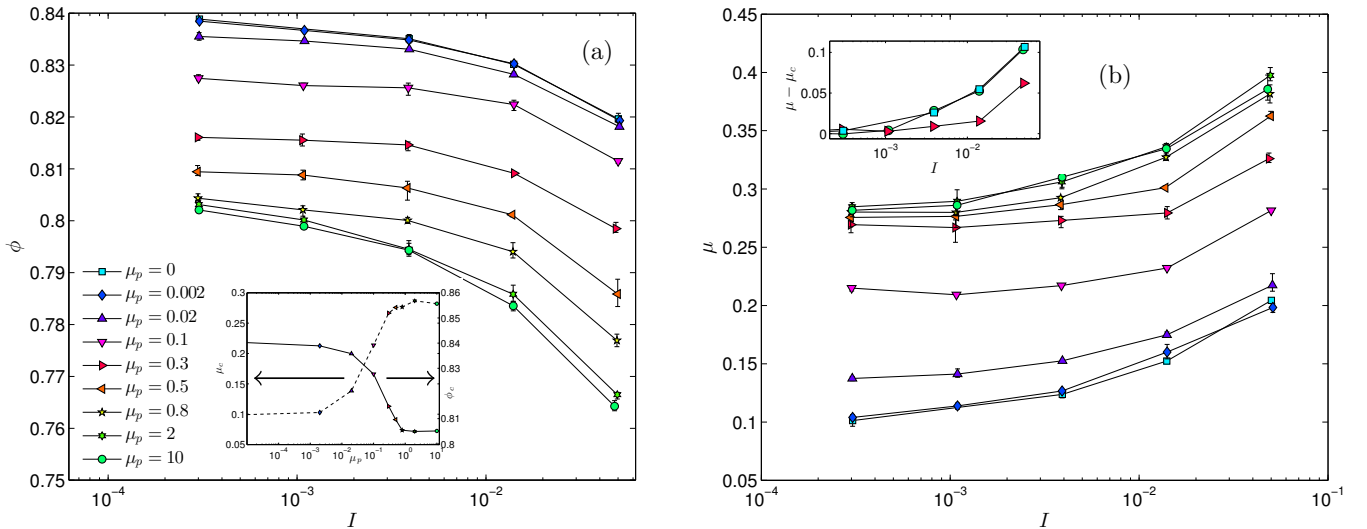 0.84
0.83
0.82
0.81
0.8
0.79
0.78
0.77
0.76
0.75
ϕ
(a)
μ_p = 0
μ_p = 0.002
μ_p = 0.02
μ_p = 0.1
μ_p = 0.3
μ_p = 0.5
μ_p = 0.8
μ_p = 2
μ_p = 10
0.3
0.25
0.2
0.15
0.1
0.05
μ_c
0.86
0.85
0.84
0.83
0.81
0.8
ϕ_c
10^−4 10^−3 10^−2 10^−1 10^0 10^1
μ_p
10^−4 10^−3 10^−2
I
0.45
0.4
0.35
0.3
0.25
0.2
0.15
0.1
0.05
μ
(b)
0.1
0.05
0
μ − μ_c
10^−3 10^−2
I
10^−4 10^−3 10^−2 10^−1
I